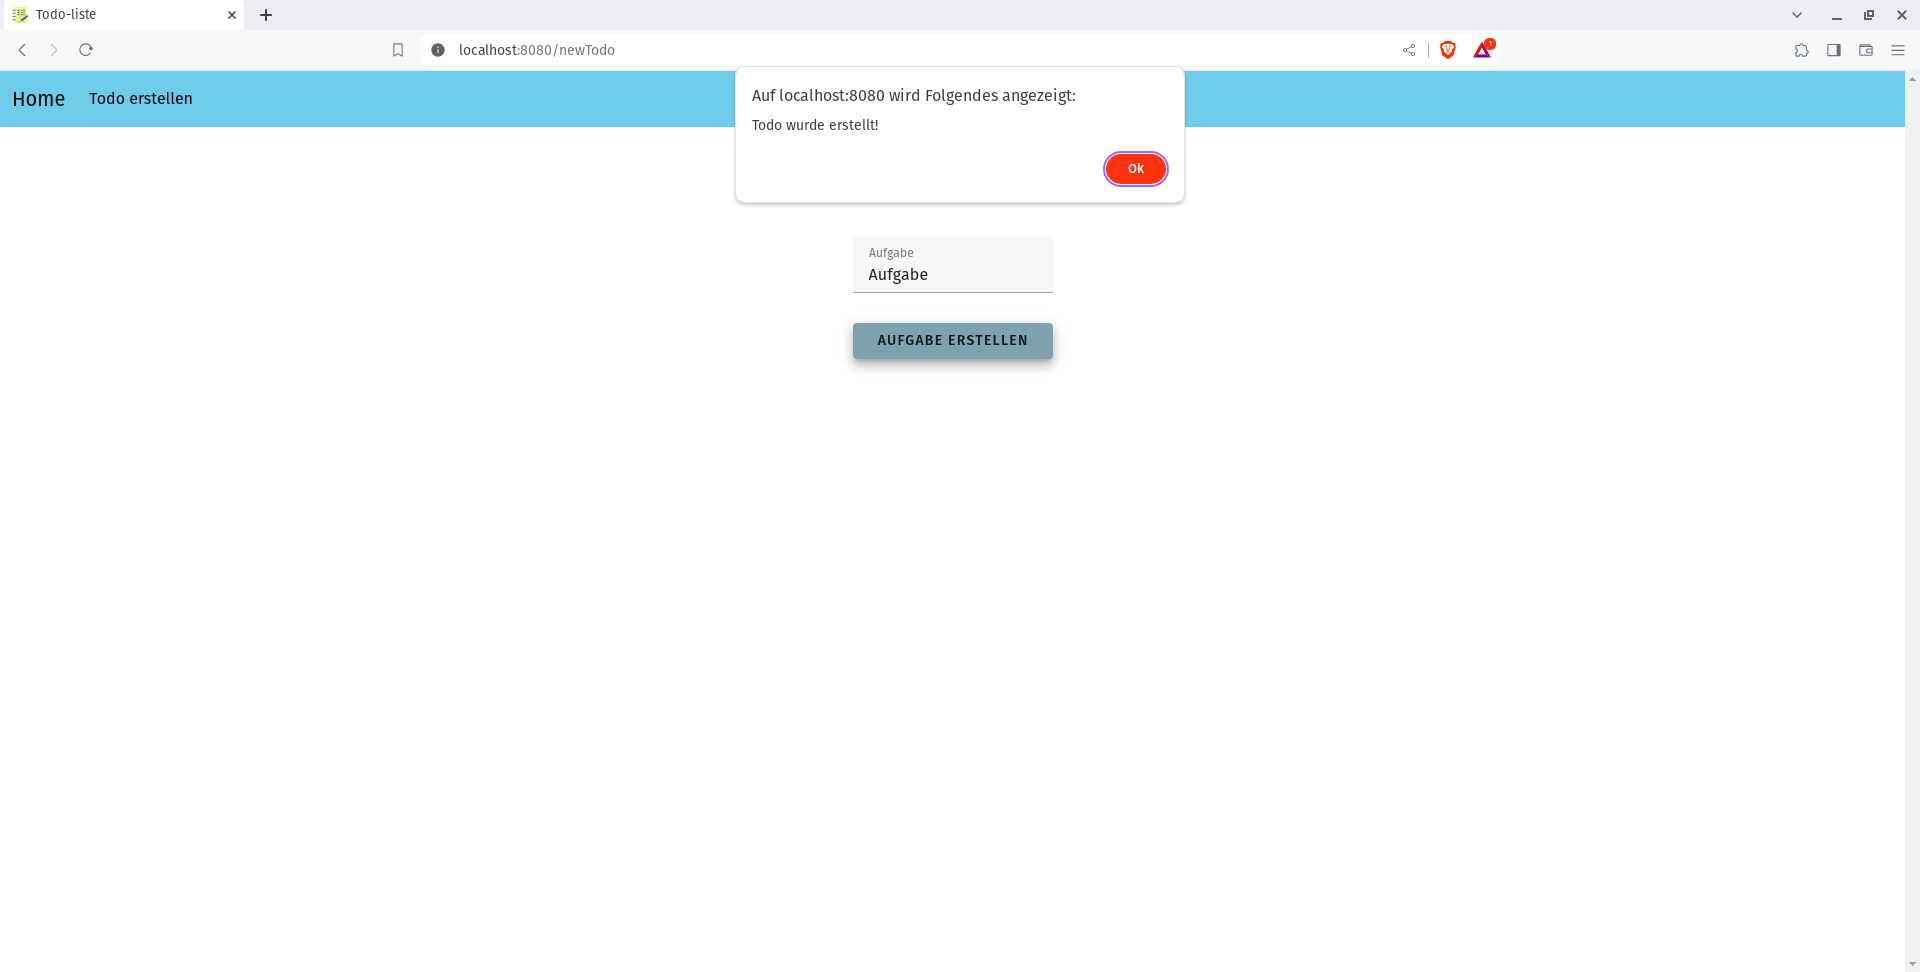 Todo-liste
localhost:8080/newTodo
1
Home Todo erstellen
Auf localhost:8080 wird Folgendes angezeigt:
Todo wurde erstellt!
Ok
Aufgabe
Aufgabe
AUFGABE ERSTELLEN